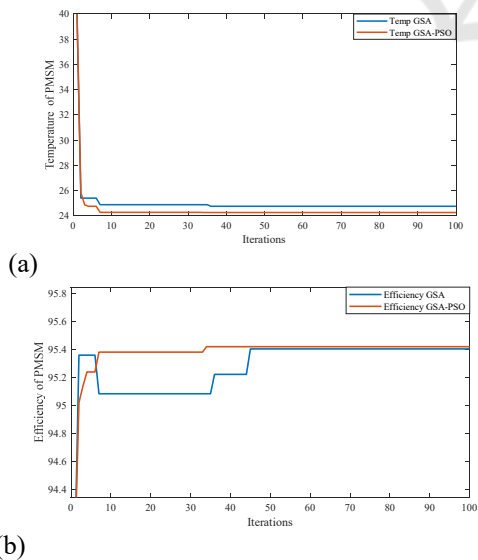 40
38
36
34
32
30
28
26
24
Temperature of PMSM
Temp GSA
Temp GSA-PSO
0 10 20 30 40 50 60 70 80 90 100
Iterations
(a)
95.8
95.6
95.4
95.2
95
94.8
94.6
94.4
Efficiency of PMSM
Efficiency GSA
Efficiency GSA-PSO
0 10 20 30 40 50 60 70 80 90 100
Iterations
(b)